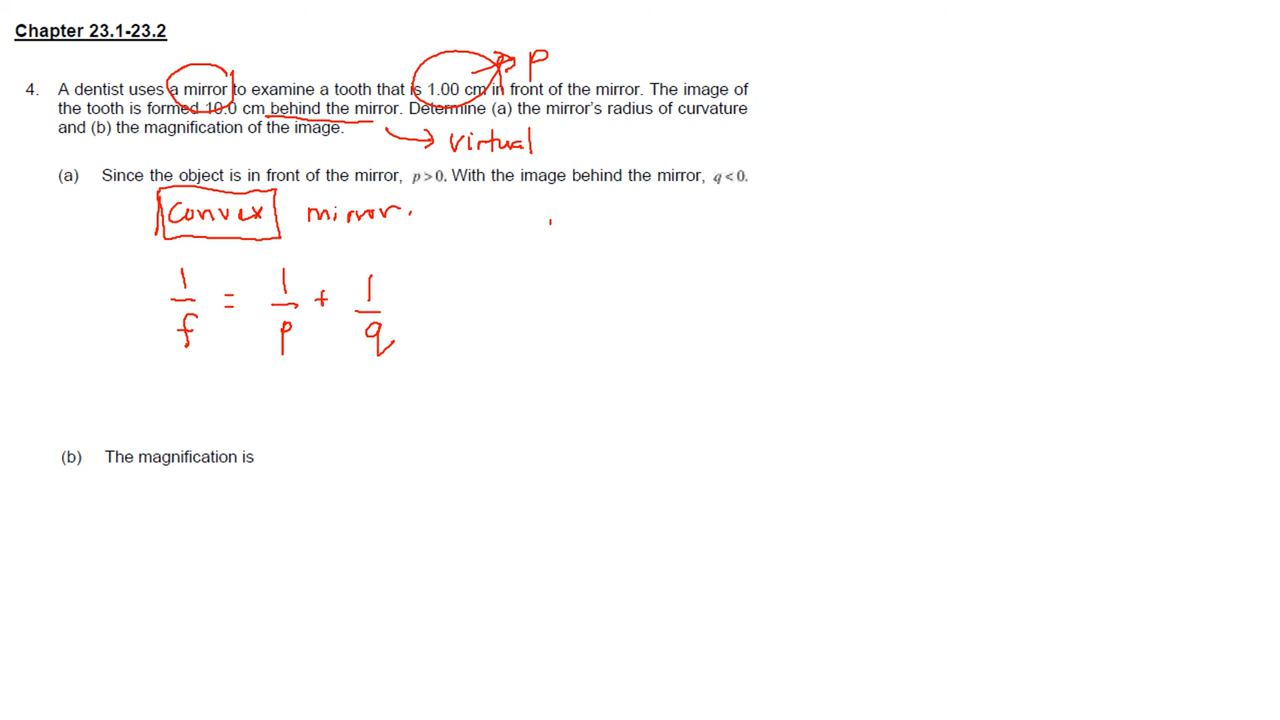 Chapter 23.1-23.2
p
4. A dentist uses a mirror to examine a tooth that is 1.00 cm in front of the mirror. The image of
the tooth is formed 10.0 cm behind the mirror. Determine (a) the mirror's radius of curvature
and (b) the magnification of the image.
virtual
(a) Since the object is in front of the mirror, p > 0. With the image behind the mirror, q < 0.
convex mirror.
1/f = 1/p + 1/q
(b) The magnification is